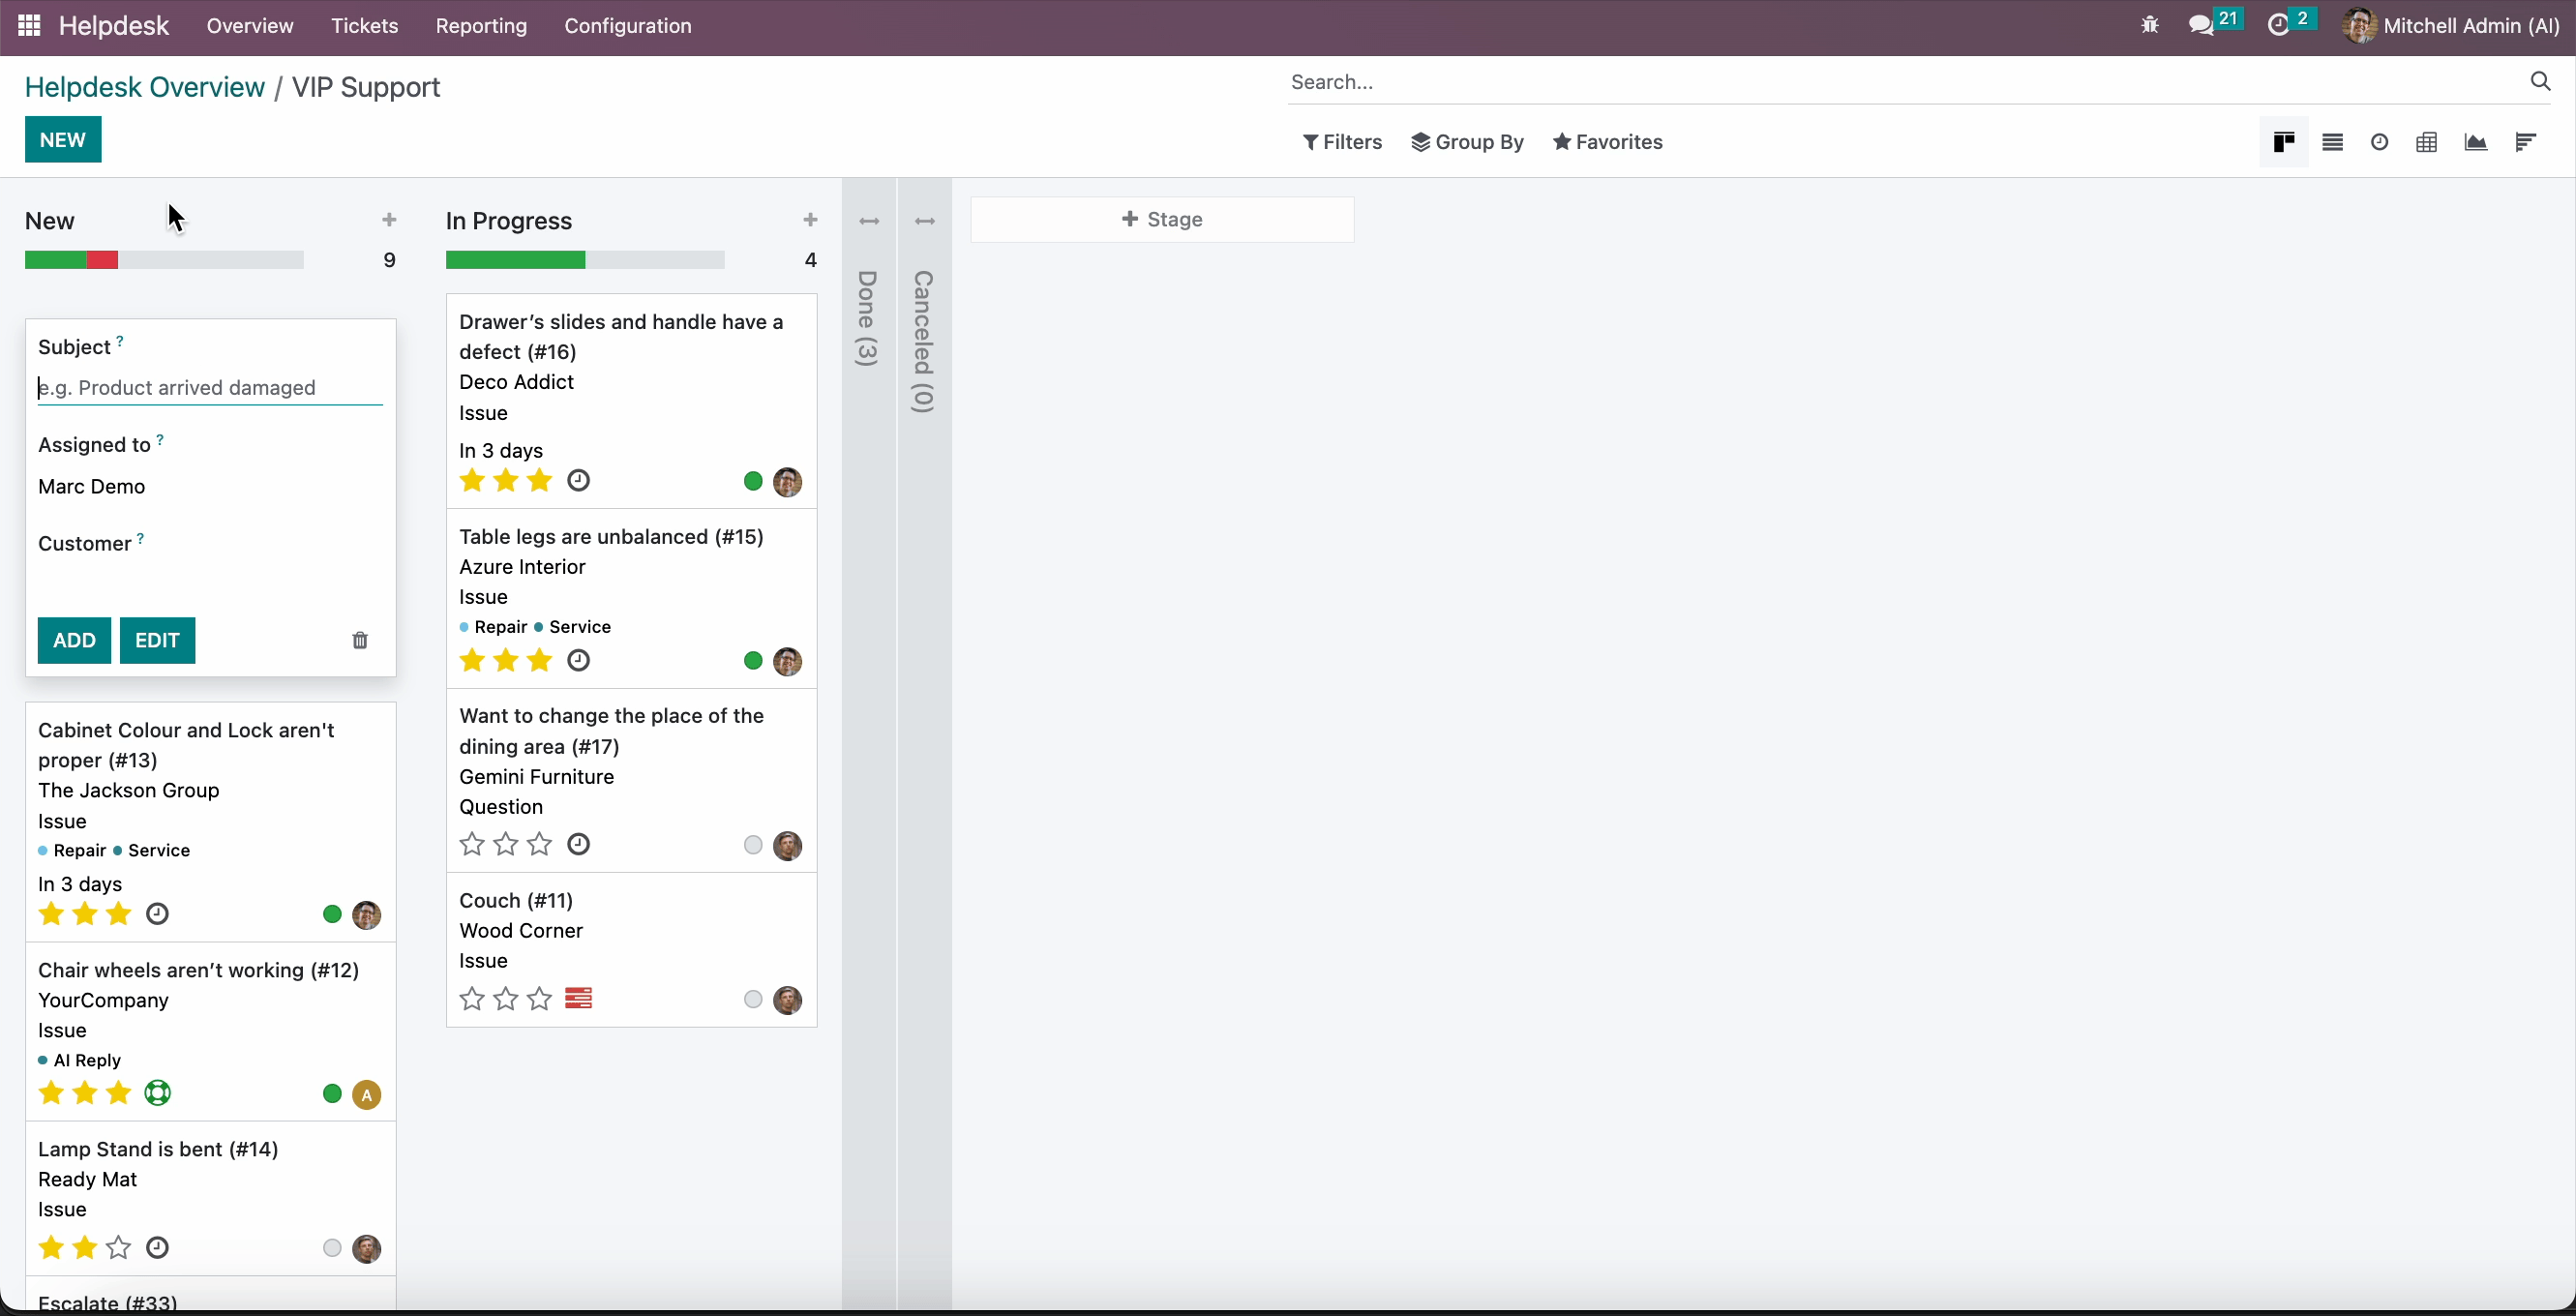 Helpdesk Overview Tickets Reporting Configuration 21 2 Mitchell Admin (AI)
Helpdesk Overview / VIP Support
Search...
NEW
Filters Group By Favorites
New
9
In Progress
4
Done (3)
Canceled (0)
Stage
Subject ?
e.g. Product arrived damaged
Assigned to ?
Marc Demo
Customer ?
ADD EDIT
Cabinet Colour and Lock aren't
proper (#13)
The Jackson Group
Issue
Repair Service
In 3 days
Chair wheels aren’t working (#12)
YourCompany
Issue
AI Reply
A
Lamp Stand is bent (#14)
Ready Mat
Issue
Escalate (#33)
Drawer’s slides and handle have a
defect (#16)
Deco Addict
Issue
In 3 days
Table legs are unbalanced (#15)
Azure Interior
Issue
Repair Service
Want to change the place of the
dining area (#17)
Gemini Furniture
Question
Couch (#11)
Wood Corner
Issue